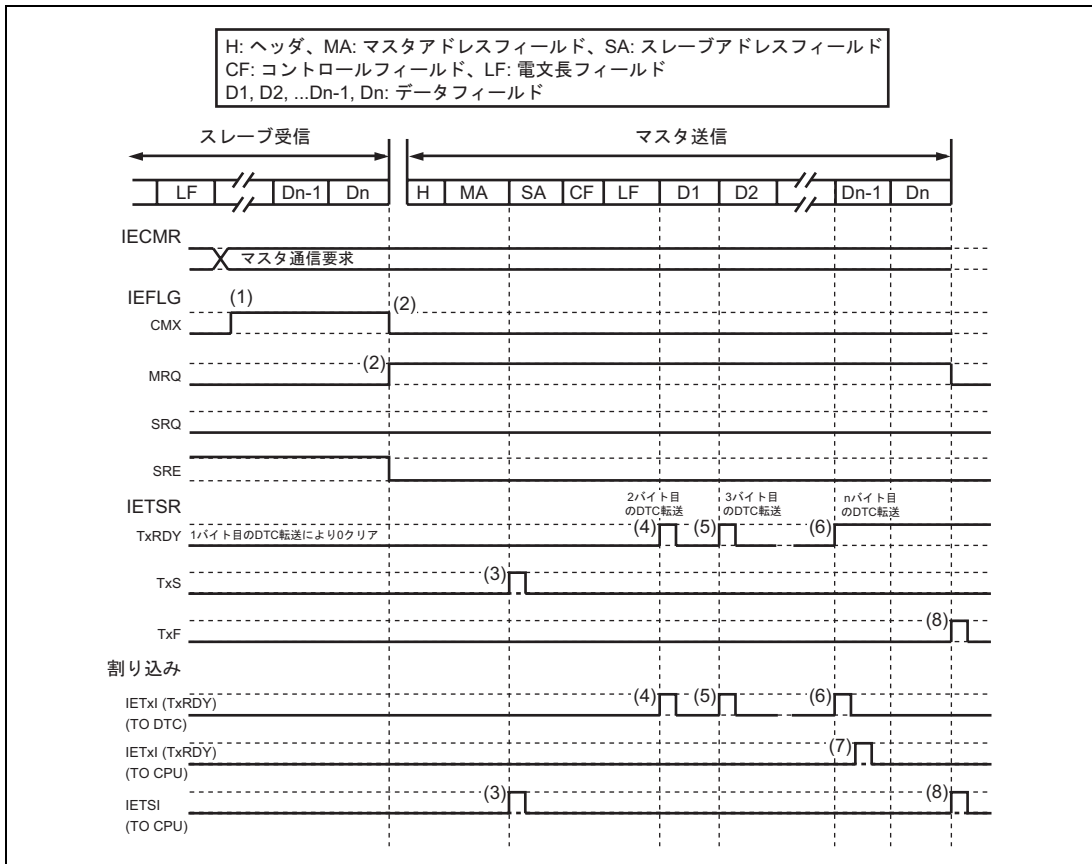 H: ヘッダ、MA: マスタアドレスフィールド、SA: スレーブアドレスフィールド
CF: コントロールフィールド、LF: 電文長フィールド
D1, D2, ...Dn-1, Dn: データフィールド
スレーブ受信 マスタ送信
LF Dn-1 Dn H MA SA CF LF D1 D2 Dn-1 Dn
IECMR
マスタ通信要求
IEFLG
(1) (2)
CMX
(2)
MRQ
SRQ
SRE
IETSR
2バイト目 3バイト目 nバイト目
のDTC転送 のDTC転送 のDTC転送
TxRDY 1バイト目のDTC転送により0クリア (4) (5) (6)
(3)
TxS
(8)
TxF
割り込み
IETxI (TxRDY) (4) (5) (6)
(TO DTC)
IETxI (TxRDY) (7)
(TO CPU)
(3) (8)
IETSI
(TO CPU)